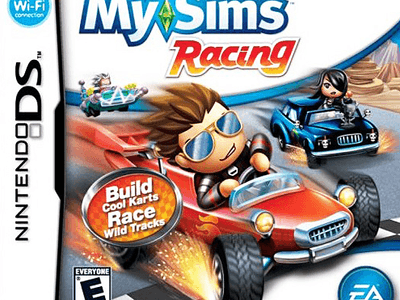 Wi-Fi
CONNECTION
MySims
Racing
NINTENDO DS
Build
Cool Karts
Race
Wild Tracks
EVERYONE
E
EA